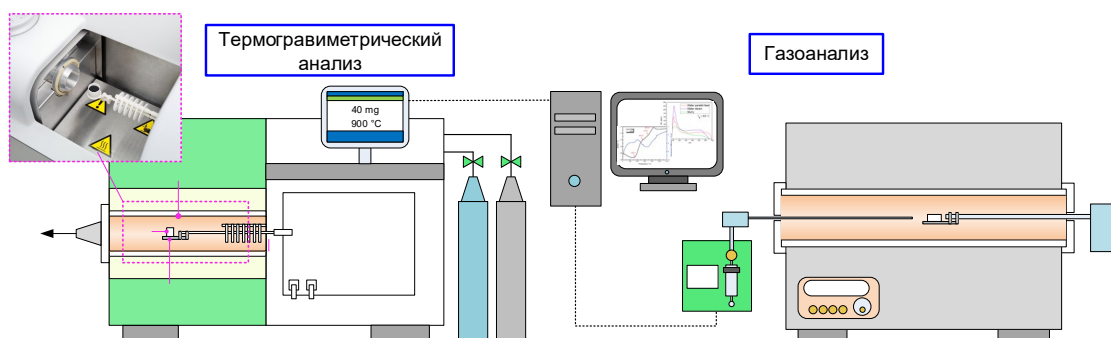 Термогравиметрический
анализ
Газоанализ
40 mg
900 °C